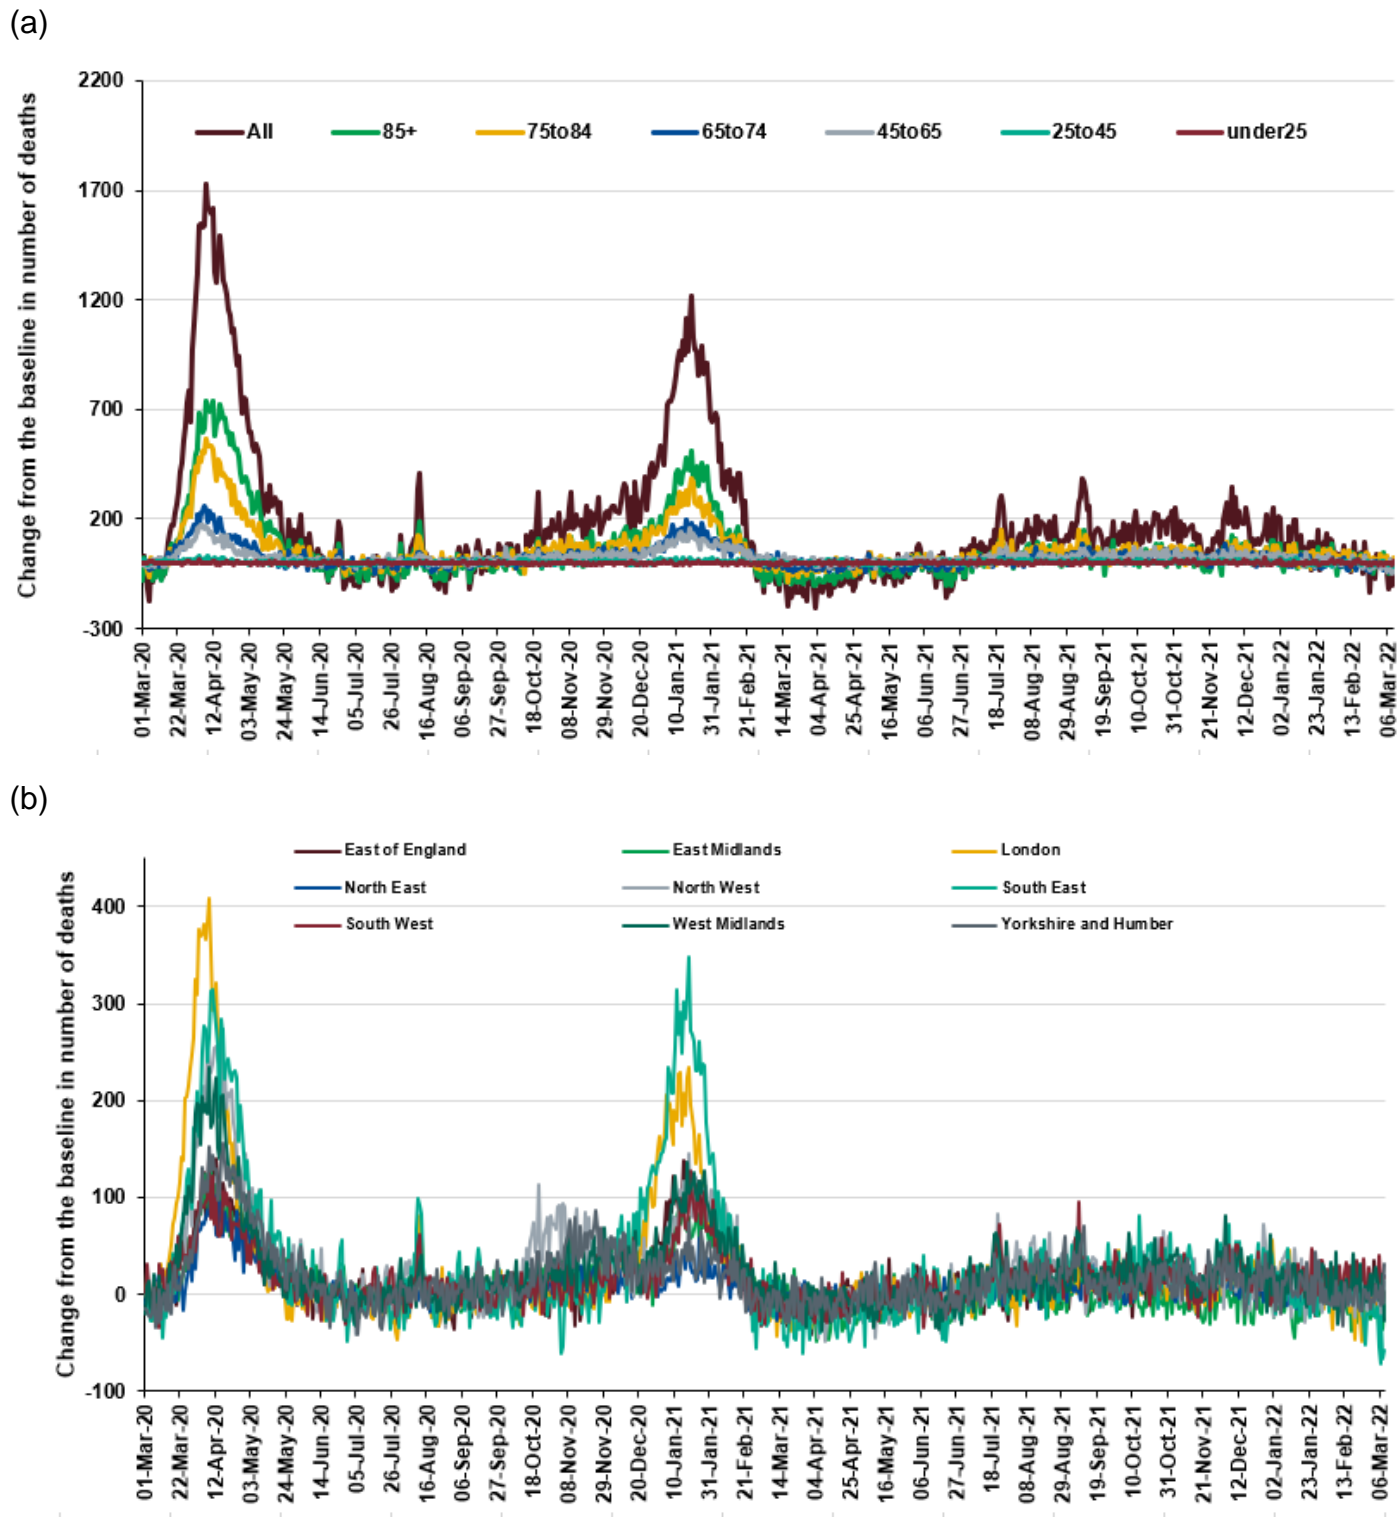 (a)
Change from the baseline in number of deaths
2200
1700
1200
700
200
-300
All 85+ 75to84 65to74 45to65 25to45 under25
01-Mar-20 22-Mar-20 12-Apr-20 03-May-20 24-May-20 14-Jun-20 05-Jul-20 26-Jul-20 16-Aug-20 06-Sep-20 27-Sep-20 18-Oct-20 08-Nov-20 29-Nov-20 20-Dec-20 10-Jan-21 31-Jan-21 21-Feb-21 14-Mar-21 04-Apr-21 25-Apr-21 16-May-21 06-Jun-21 27-Jun-21 18-Jul-21 08-Aug-21 29-Aug-21 19-Sep-21 10-Oct-21 31-Oct-21 21-Nov-21 12-Dec-21 02-Jan-22 23-Jan-22 13-Feb-22 06-Mar-22
(b)
Change from the baseline in number of deaths
East of England East Midlands London
North East North West South East
South West West Midlands Yorkshire and Humber
400
300
200
100
0
-100
01-Mar-20 22-Mar-20 12-Apr-20 03-May-20 24-May-20 14-Jun-20 05-Jul-20 26-Jul-20 16-Aug-20 06-Sep-20 27-Sep-20 18-Oct-20 08-Nov-20 29-Nov-20 20-Dec-20 10-Jan-21 31-Jan-21 21-Feb-21 14-Mar-21 04-Apr-21 25-Apr-21 16-May-21 06-Jun-21 27-Jun-21 18-Jul-21 08-Aug-21 29-Aug-21 19-Sep-21 10-Oct-21 31-Oct-21 21-Nov-21 12-Dec-21 02-Jan-22 23-Jan-22 13-Feb-22 06-Mar-22